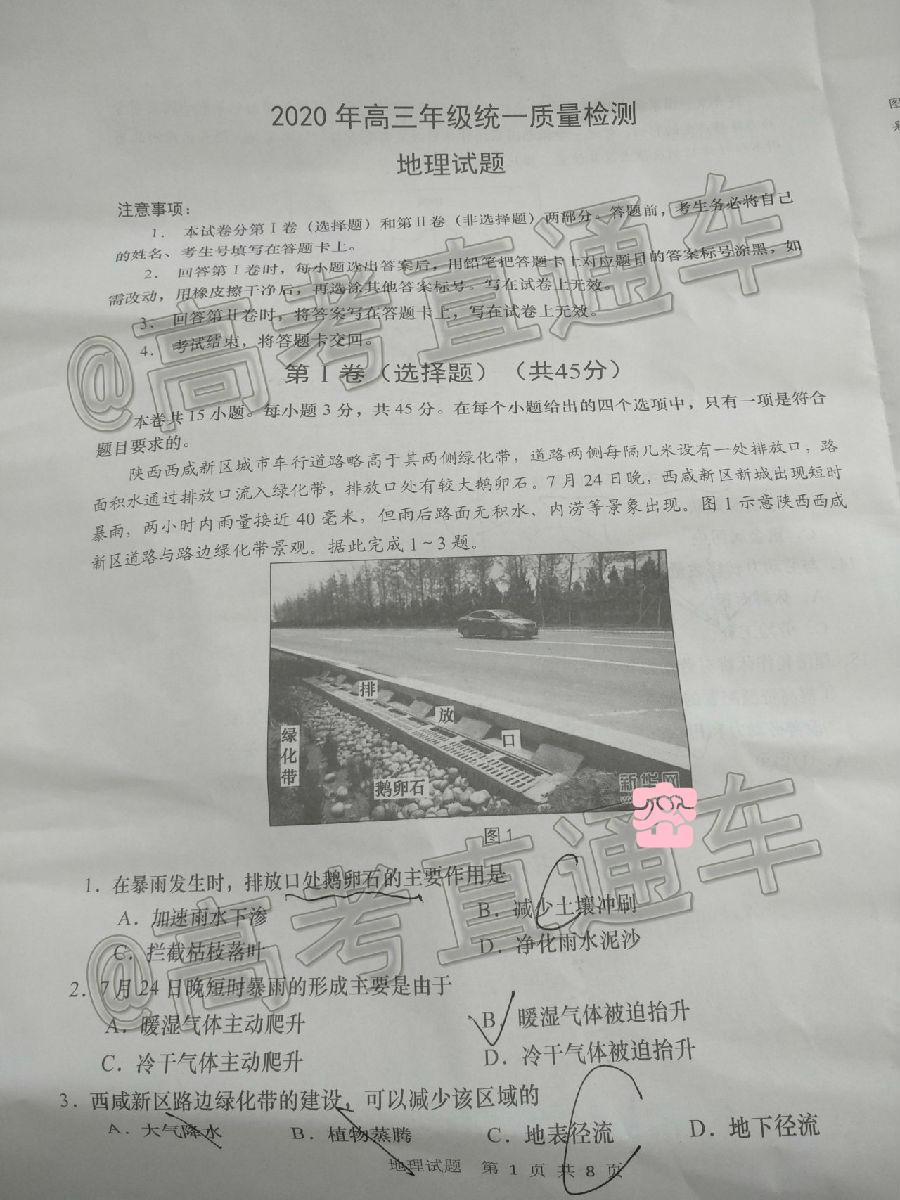 2020年高三年级统一质量检测
地理试题
注意事项：
1. 本试卷分第Ⅰ卷（选择题）和第Ⅱ卷（非选择题）两部分。答题前，考生务必将自己
的姓名、考生号填写在答题卡上。
2. 回答第Ⅰ卷时，每小题选出答案后，用铅笔把答题卡上对应题目的答案标号涂黑，如
需改动，用橡皮擦干净后，再选涂其他答案标号。写在试卷上无效。
3. 回答第Ⅱ卷时，将答案写在答题卡上，写在试卷上无效。
4. 考试结束，将答题卡交回。
第Ⅰ卷（选择题）（共45分）
本卷共15小题。每小题3分，共45分。在每个小题给出的四个选项中，只有一项是符合
题目要求的。
陕西西咸新区城市车行道路略高于其两侧绿化带，道路两侧每隔几米设有一处排放口，路
面积水通过排放口流入绿化带，排放口处有较大鹅卵石。7月24日晚，西咸新区新城出现短时
暴雨，两小时内雨量接近40毫米，但雨后路面无积水、内涝等景象出现。图1示意陕西西咸
新区道路与路边绿化带景观。据此完成1~3题。
排
放
口
绿化带
鹅卵石
新华网
图1
1. 在暴雨发生时，排放口处鹅卵石的主要作用是
A. 加速雨水下渗 B. 减少土壤冲刷
C. 拦截枯枝落叶 D. 净化雨水泥沙
2. 7月24日晚短时暴雨的形成主要是由于
A. 暖湿气体主动爬升 B. 暖湿气体被迫抬升
C. 冷干气体主动爬升 D. 冷干气体被迫抬升
3. 西咸新区路边绿化带的建设，可以减少该区域的
A. 大气降水 B. 植物蒸腾 C. 地表径流 D. 地下径流
地理试题 第1页共8页
@高考直通车
@高考直通车